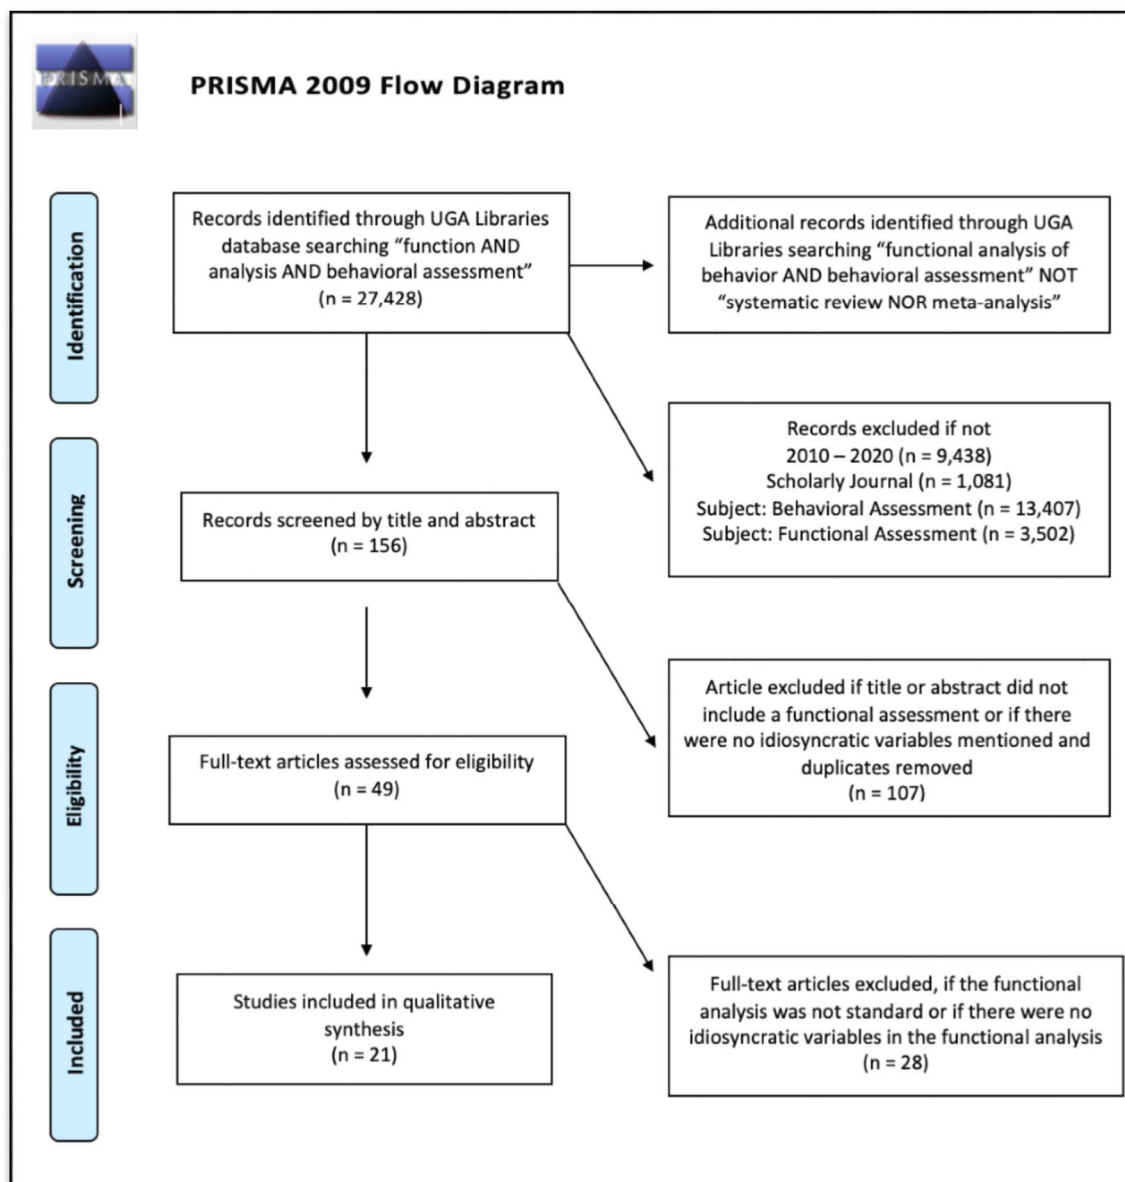 PRISMA
PRISMA 2009 Flow Diagram
Identification
Records identified through UGA Libraries
database searching “function AND
analysis AND behavioral assessment”
(n = 27,428)
Additional records identified through UGA
Libraries searching “functional analysis of
behavior AND behavioral assessment” NOT
“systematic review NOR meta-analysis”
Records excluded if not
2010 – 2020 (n = 9,438)
Scholarly Journal (n = 1,081)
Subject: Behavioral Assessment (n = 13,407)
Subject: Functional Assessment (n = 3,502)
Screening
Records screened by title and abstract
(n = 156)
Article excluded if title or abstract did not
include a functional assessment or if there
were no idiosyncratic variables mentioned and
duplicates removed
(n = 107)
Eligibility
Full-text articles assessed for eligibility
(n = 49)
Full-text articles excluded, if the functional
analysis was not standard or if there were no
idiosyncratic variables in the functional analysis
(n = 28)
Included
Studies included in qualitative
synthesis
(n = 21)